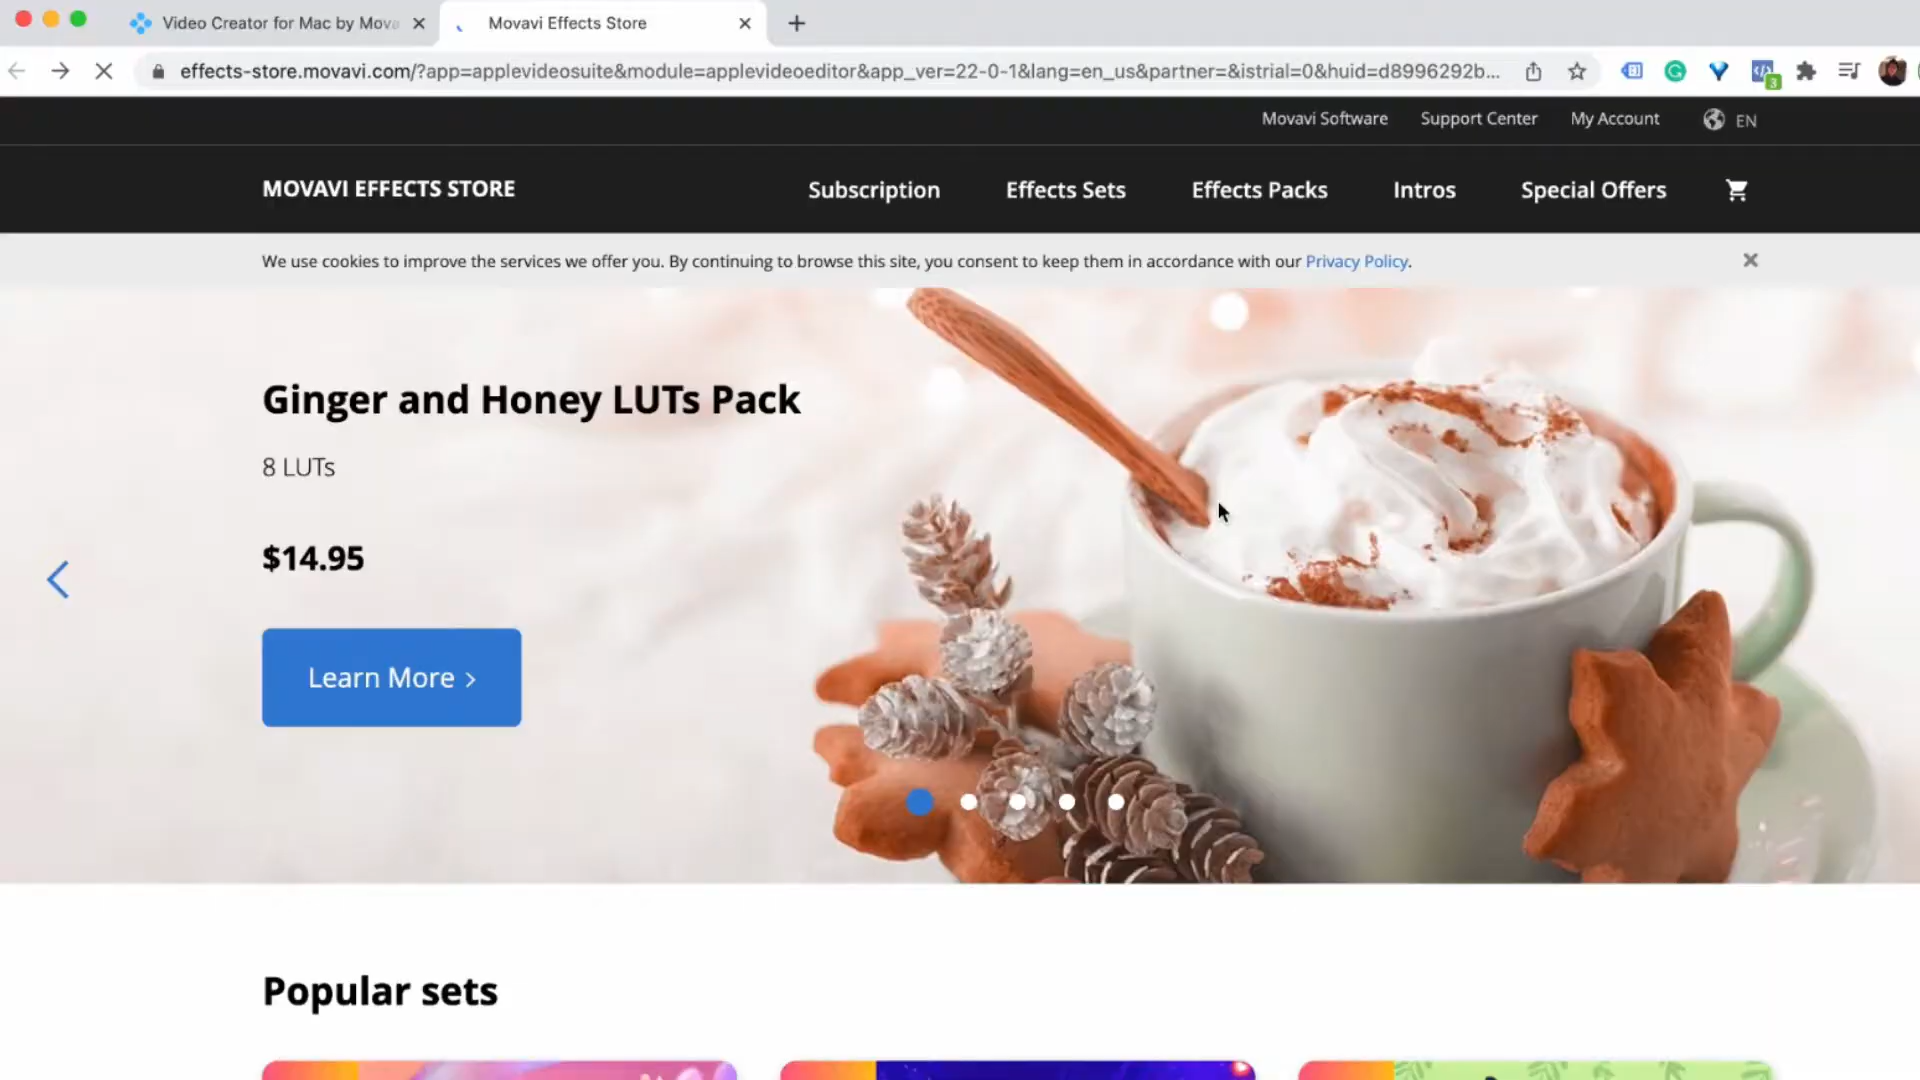 Video Creator for Mac by Mova
Movavi Effects Store
effects-store.movavi.com/?app=applevideosuite&module=applevideoeditor&app_ver=22-0-1&lang=en_us&partner=&istrial=0&huid=d8996292b...
3
Movavi Software Support Center My Account EN
MOVAVI EFFECTS STORE Subscription Effects Sets Effects Packs Intros Special Offers
We use cookies to improve the services we offer you. By continuing to browse this site, you consent to keep them in accordance with our Privacy Policy.
Ginger and Honey LUTs Pack
8 LUTs
$14.95
Learn More >
Popular sets